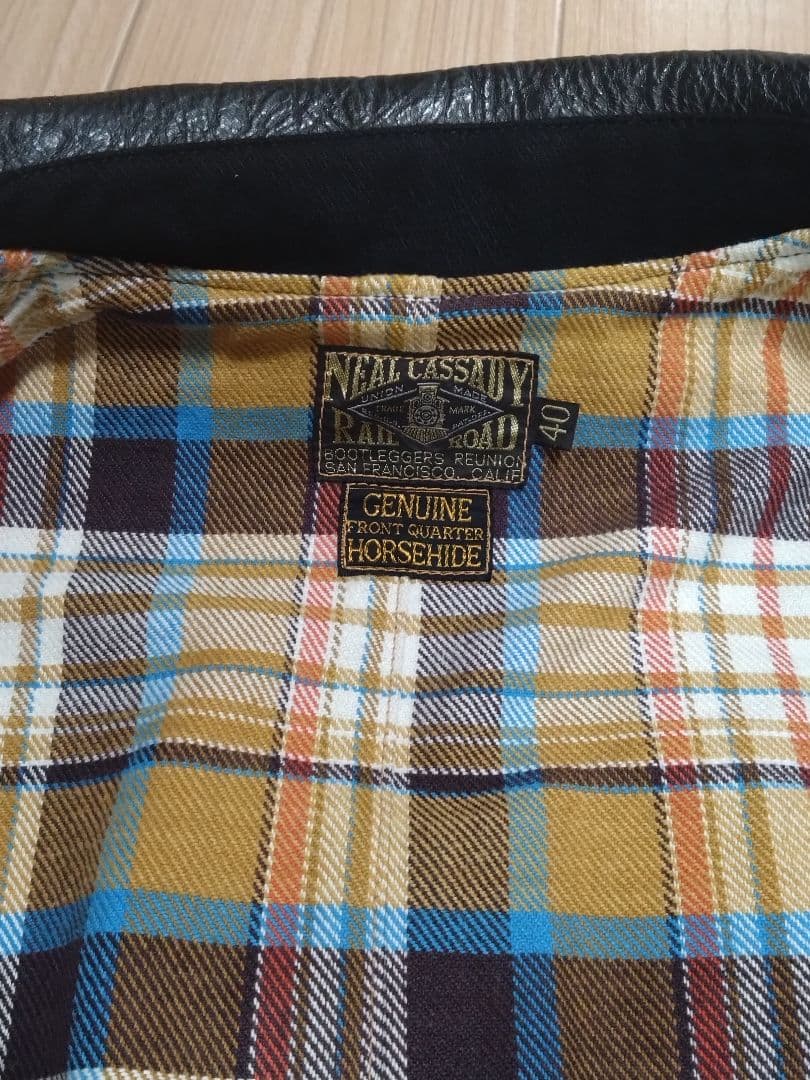 NEAL CASSADY
UNION MADE
TRADE MARK
RAIL ROAD
BOOTLEGGERS REUNION
SAN FRANCISCO, CALIF
40
GENUINE
FRONT QUARTER
HORSEHIDE